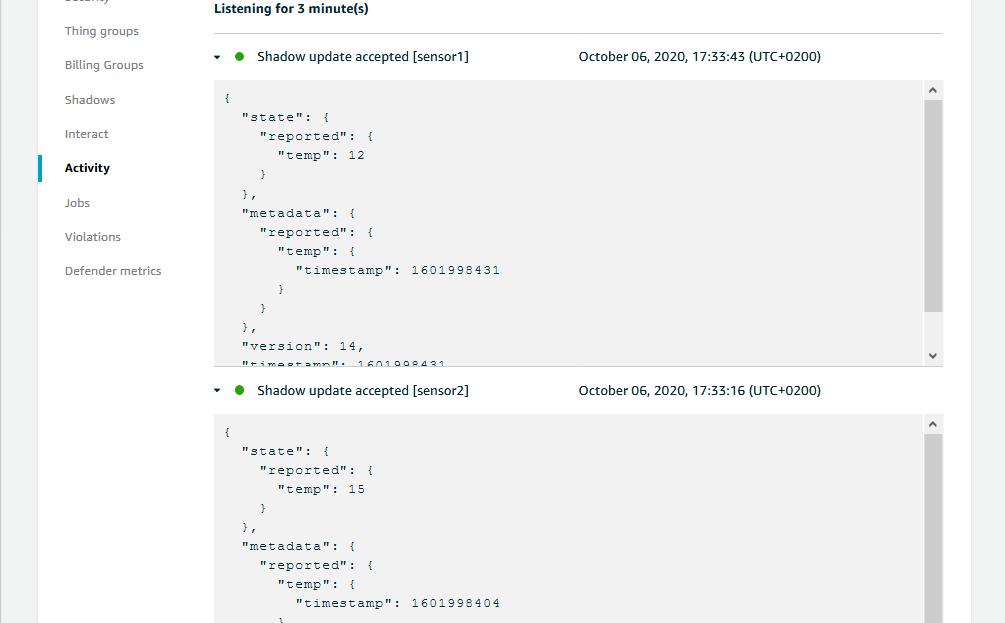 Security
Thing groups
Billing Groups
Shadows
Interact
Activity
Jobs
Violations
Defender metrics
Listening for 3 minute(s)
Shadow update accepted [sensor1] October 06, 2020, 17:33:43 (UTC+0200)
{
"state": {
"reported": {
"temp": 12
}
},
"metadata": {
"reported": {
"temp": {
"timestamp": 1601998431
}
}
},
"version": 14,
"timestamp": 1601998431
Shadow update accepted [sensor2] October 06, 2020, 17:33:16 (UTC+0200)
{
"state": {
"reported": {
"temp": 15
}
},
"metadata": {
"reported": {
"temp": {
"timestamp": 1601998404
}